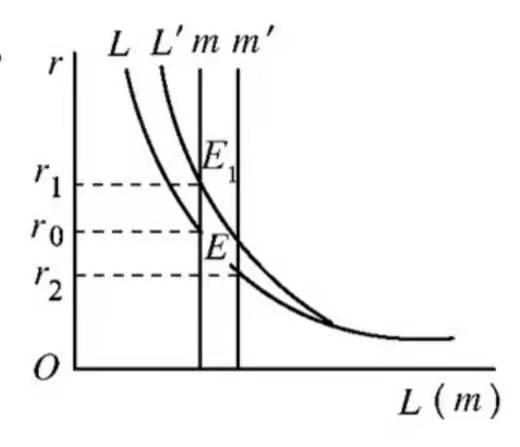 L L′ m m′
r
E₁
r₁
r₀
E
r₂
O
L (m)